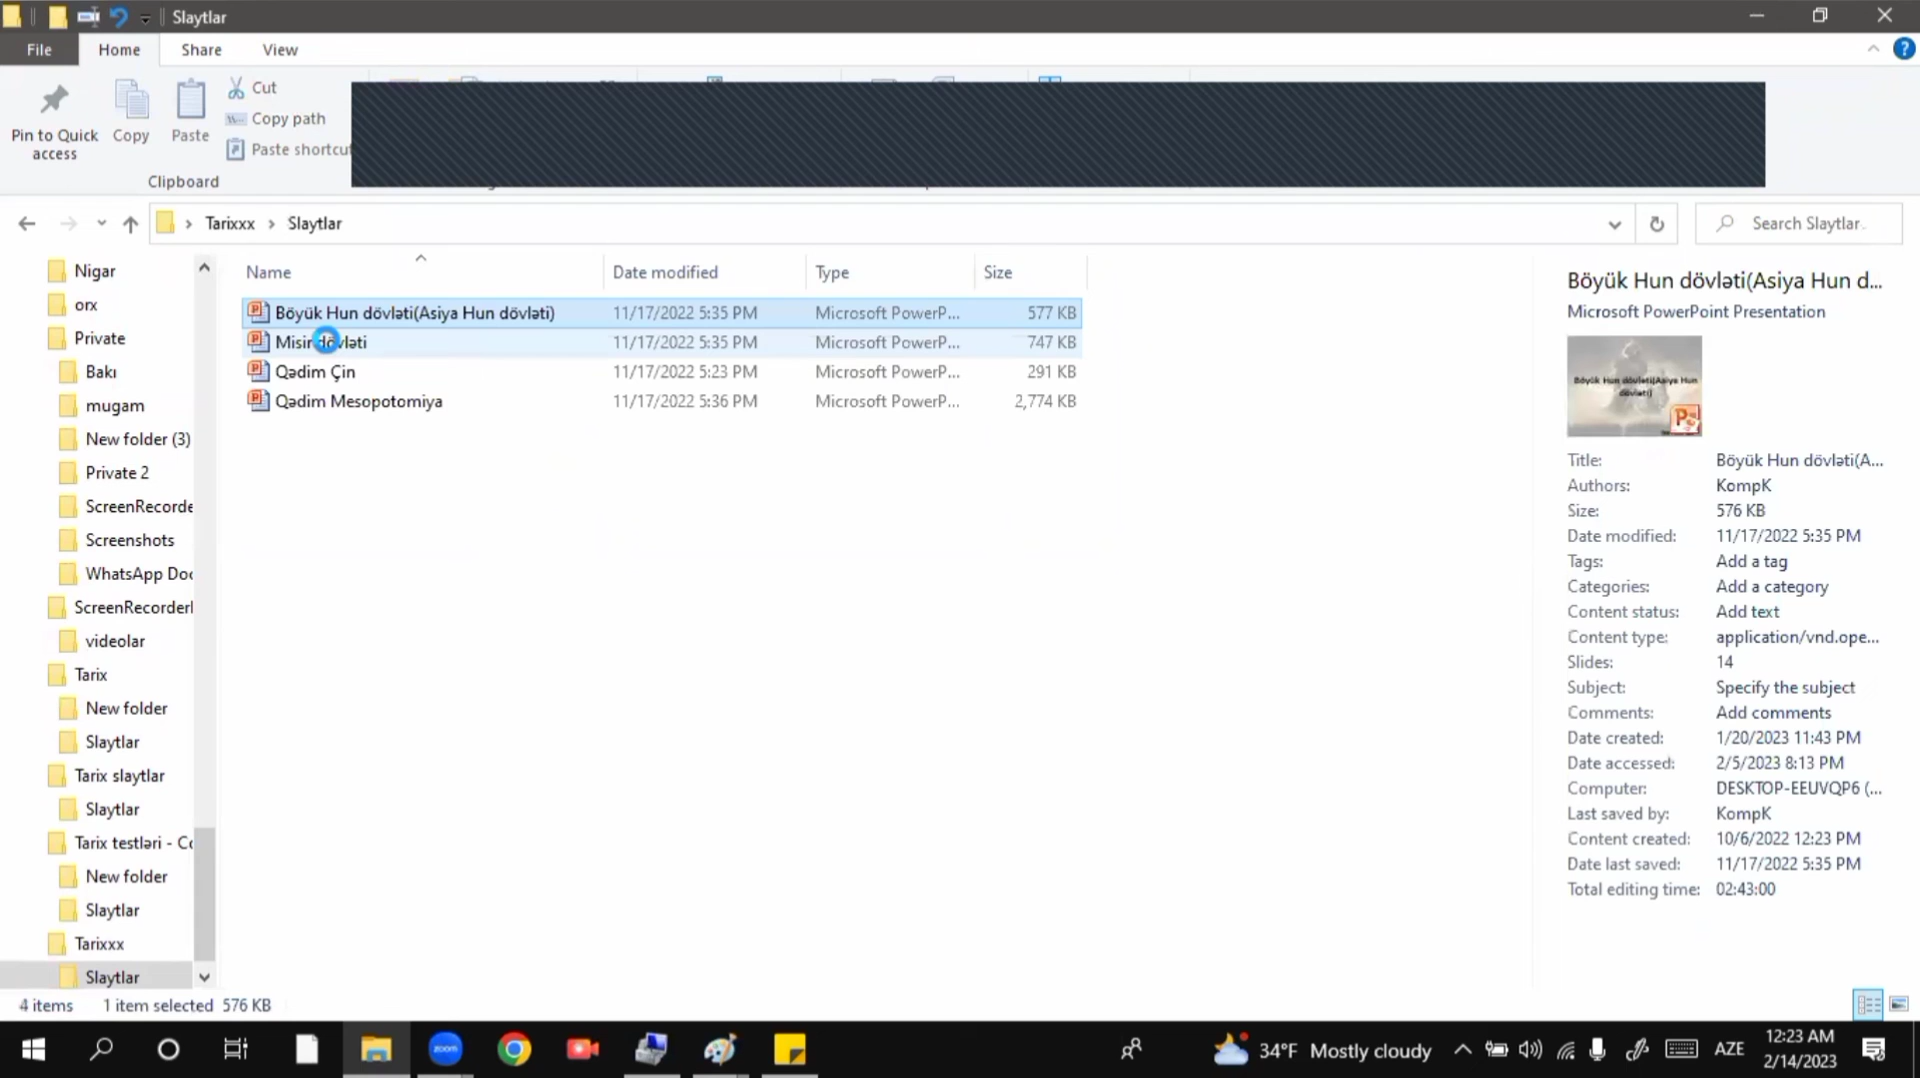 Slaytlar
File Home Share View
Pin to Quick access
Copy
Paste
Cut
Copy path
Paste shortcut
Clipboard
Tarixxx > Slaytlar
Search Slaytlar
Nigar
orx
Private
Bakı
mugam
New folder (3)
Private 2
ScreenRecorde
Screenshots
WhatsApp Doc
ScreenRecorderl
videolar
Tarix
New folder
Slaytlar
Tarix slaytlar
Slaytlar
Tarix testləri - Co
New folder
Slaytlar
Tarixxx
Slaytlar
Name Date modified Type Size
Böyük Hun dövləti(Asiya Hun dövləti) 11/17/2022 5:35 PM Microsoft PowerP... 577 KB
Misir dövləti 11/17/2022 5:35 PM Microsoft PowerP... 747 KB
Qədim Çin 11/17/2022 5:23 PM Microsoft PowerP... 291 KB
Qədim Mesopotomiya 11/17/2022 5:36 PM Microsoft PowerP... 2,774 KB
Böyük Hun dövləti(Asiya Hun d...
Microsoft PowerPoint Presentation
Böyük Hun dövləti(Asiya Hun
dövləti)
Title: Böyük Hun dövləti(A...
Authors: KompK
Size: 576 KB
Date modified: 11/17/2022 5:35 PM
Tags: Add a tag
Categories: Add a category
Content status: Add text
Content type: application/vnd.ope...
Slides: 14
Subject: Specify the subject
Comments: Add comments
Date created: 1/20/2023 11:43 PM
Date accessed: 2/5/2023 8:13 PM
Computer: DESKTOP-EEUVQP6 (...
Last saved by: KompK
Content created: 10/6/2022 12:23 PM
Date last saved: 11/17/2022 5:35 PM
Total editing time: 02:43:00
4 items 1 item selected 576 KB
zoom
34°F Mostly cloudy
AZE
12:23 AM
2/14/2023